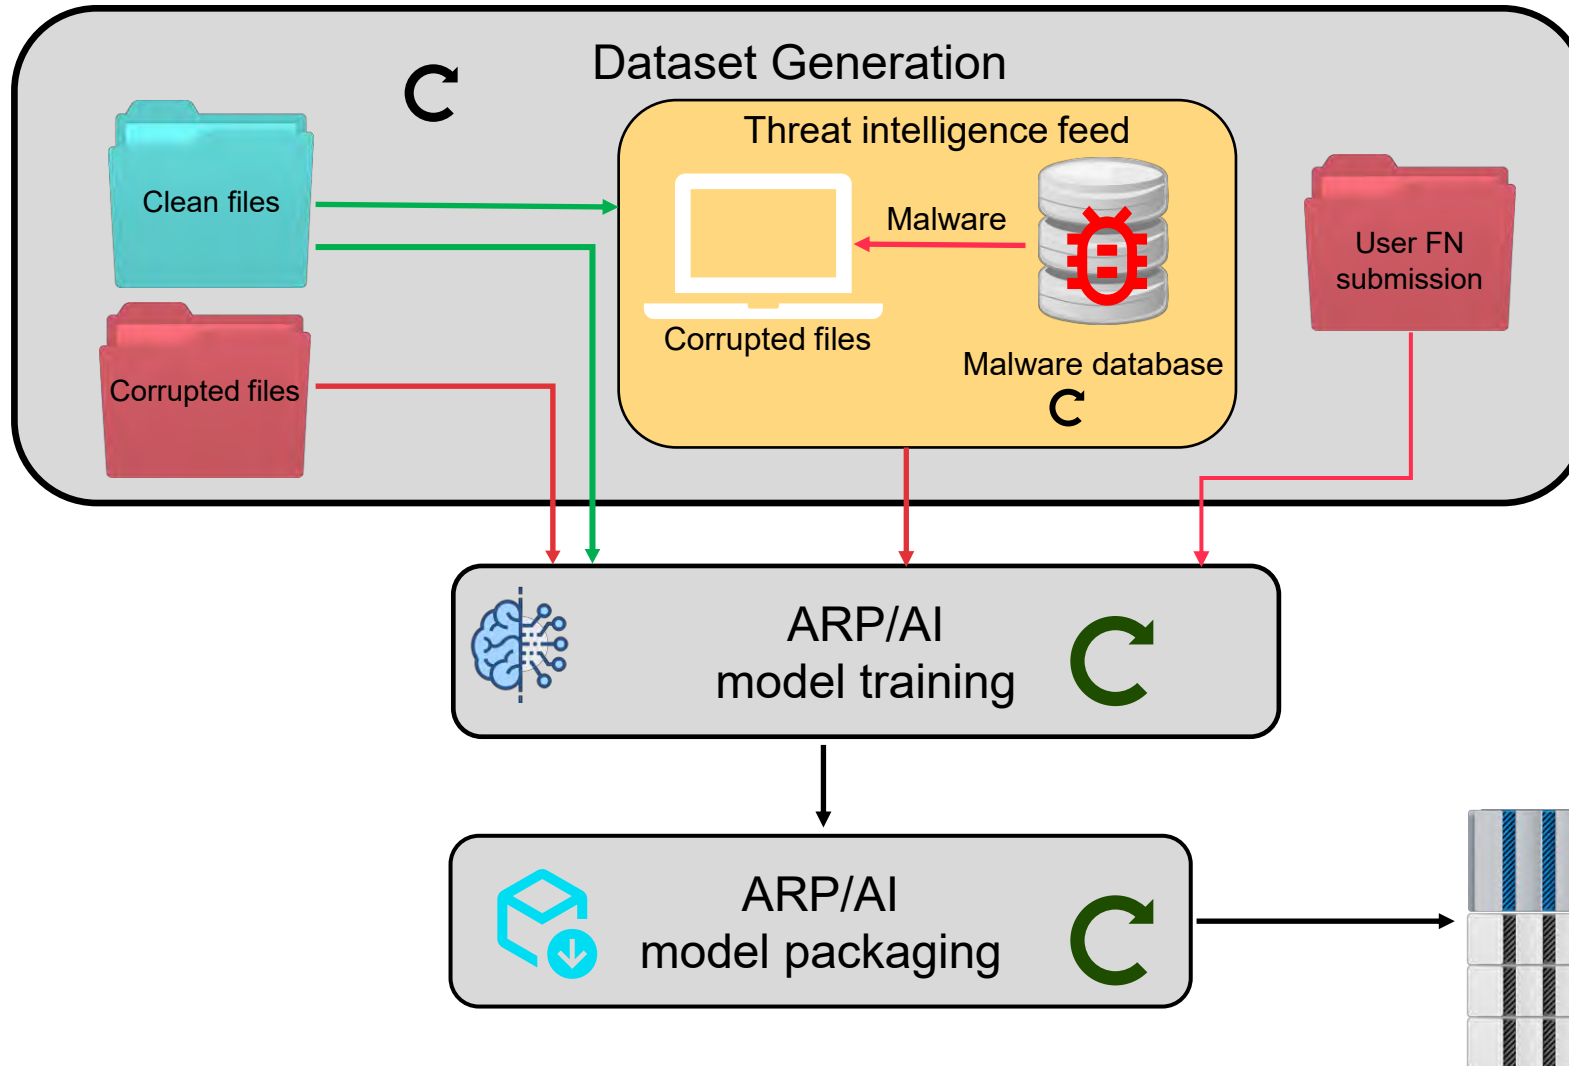 Dataset Generation
Threat intelligence feed
Clean files
Malware
User FN
submission
Corrupted files
Malware database
Corrupted files
ARP/AI
model training
ARP/AI
model packaging